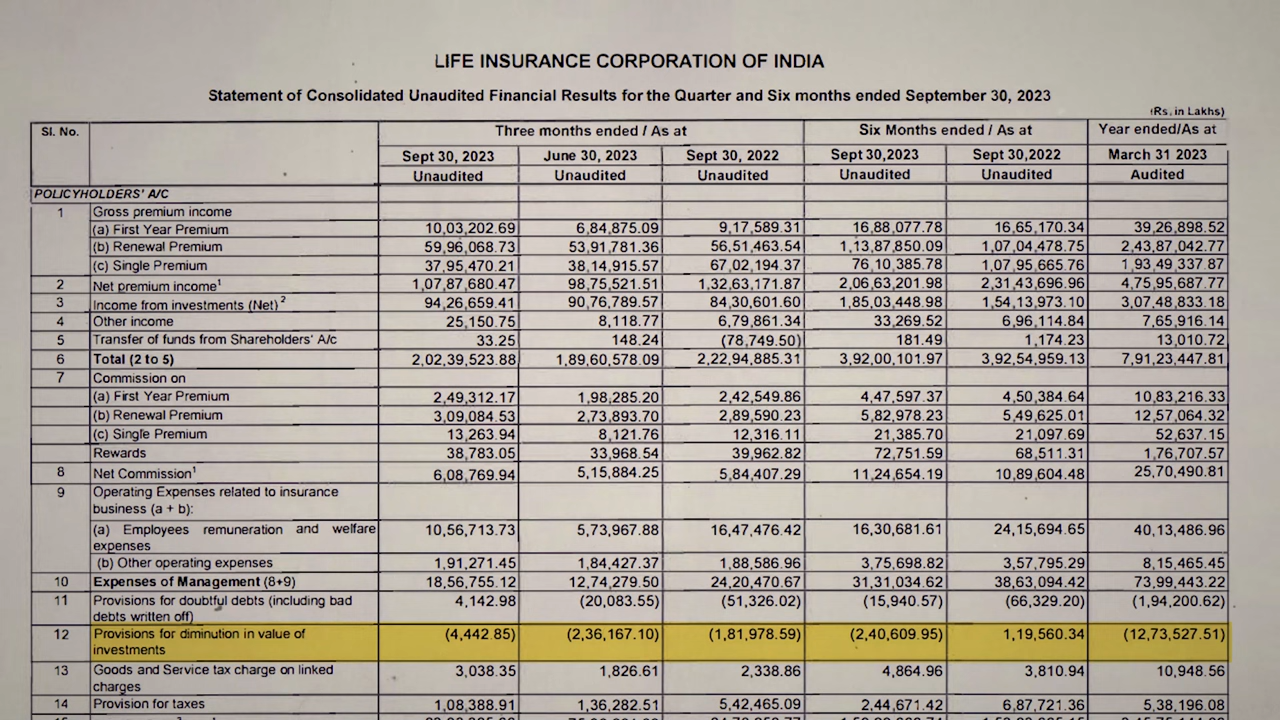 LIFE INSURANCE CORPORATION OF INDIA
Statement of Consolidated Unaudited Financial Results for the Quarter and Six months ended September 30, 2023
(Rs. in Lakhs)
Sl. No. Three months ended / As at Six Months ended / As at Year ended/As at
Sept 30, 2023 June 30, 2023 Sept 30, 2022 Sept 30,2023 Sept 30,2022 March 31 2023
Unaudited Unaudited Unaudited Unaudited Unaudited Audited
POLICYHOLDERS' A/C
1 Gross premium income
(a) First Year Premium 10,03,202.69 6,84,875.09 9,17,589.31 16,88,077.78 16,65,170.34 39,26,898.52
(b) Renewal Premium 59,96,068.73 53,91,781.36 56,51,463.54 1,13,87,850.09 1,07,04,478.75 2,43,87,042.77
(c) Single Premium 37,95,470.21 38,14,915.57 67,02,194.37 76,10,385.78 1,07,95,665.76 1,93,49,337.87
2 Net premium income¹ 1,07,87,680.47 98,75,521.51 1,32,63,171.87 2,06,63,201.98 2,31,43,696.96 4,75,95,687.77
3 Income from investments (Net) ² 94,26,659.41 90,76,789.57 84,30,601.60 1,85,03,448.98 1,54,13,973.10 3,07,48,833.18
4 Other income 25,150.75 8,118.77 6,79,861.34 33,269.52 6,96,114.84 7,65,916.14
5 Transfer of funds from Shareholders' A/c 33.25 148.24 (78,749.50) 181.49 1,174.23 13,010.72
6 Total (2 to 5) 2,02,39,523.88 1,89,60,578.09 2,22,94,885.31 3,92,00,101.97 3,92,54,959.13 7,91,23,447.81
7 Commission on
(a) First Year Premium 2,49,312.17 1,98,285.20 2,42,549.86 4,47,597.37 4,50,384.64 10,83,216.33
(b) Renewal Premium 3,09,084.53 2,73,893.70 2,89,590.23 5,82,978.23 5,49,625.01 12,57,064.32
(c) Single Premium 13,263.94 8,121.76 12,316.11 21,385.70 21,097.69 52,637.15
Rewards 38,783.05 33,968.54 39,962.82 72,751.59 68,511.31 1,76,707.57
8 Net Commission¹ 6,08,769.94 5,15,884.25 5,84,407.29 11,24,654.19 10,89,604.48 25,70,490.81
9 Operating Expenses related to insurance
business (a + b):
(a) Employees remuneration and welfare 10,56,713.73 5,73,967.88 16,47,476.42 16,30,681.61 24,15,694.65 40,13,486.96
expenses
(b) Other operating expenses 1,91,271.45 1,84,427.37 1,88,586.96 3,75,698.82 3,57,795.29 8,15,465.45
10 Expenses of Management (8+9) 18,56,755.12 12,74,279.50 24,20,470.67 31,31,034.62 38,63,094.42 73,99,443.22
11 Provisions for doubtful debts (including bad 4,142.98 (20,083.55) (51,326.02) (15,940.57) (66,329.20) (1,94,200.62)
debts written off)
12 Provisions for diminution in value of (4,442.85) (2,36,167.10) (1,81,978.59) (2,40,609.95) 1,19,560.34 (12,73,527.51)
investments
13 Goods and Service tax charge on linked 3,038.35 1,826.61 2,338.86 4,864.96 3,810.94 10,948.56
charges
14 Provision for taxes 1,08,388.91 1,36,282.51 5,42,465.09 2,44,671.42 6,87,721.36 5,38,196.08